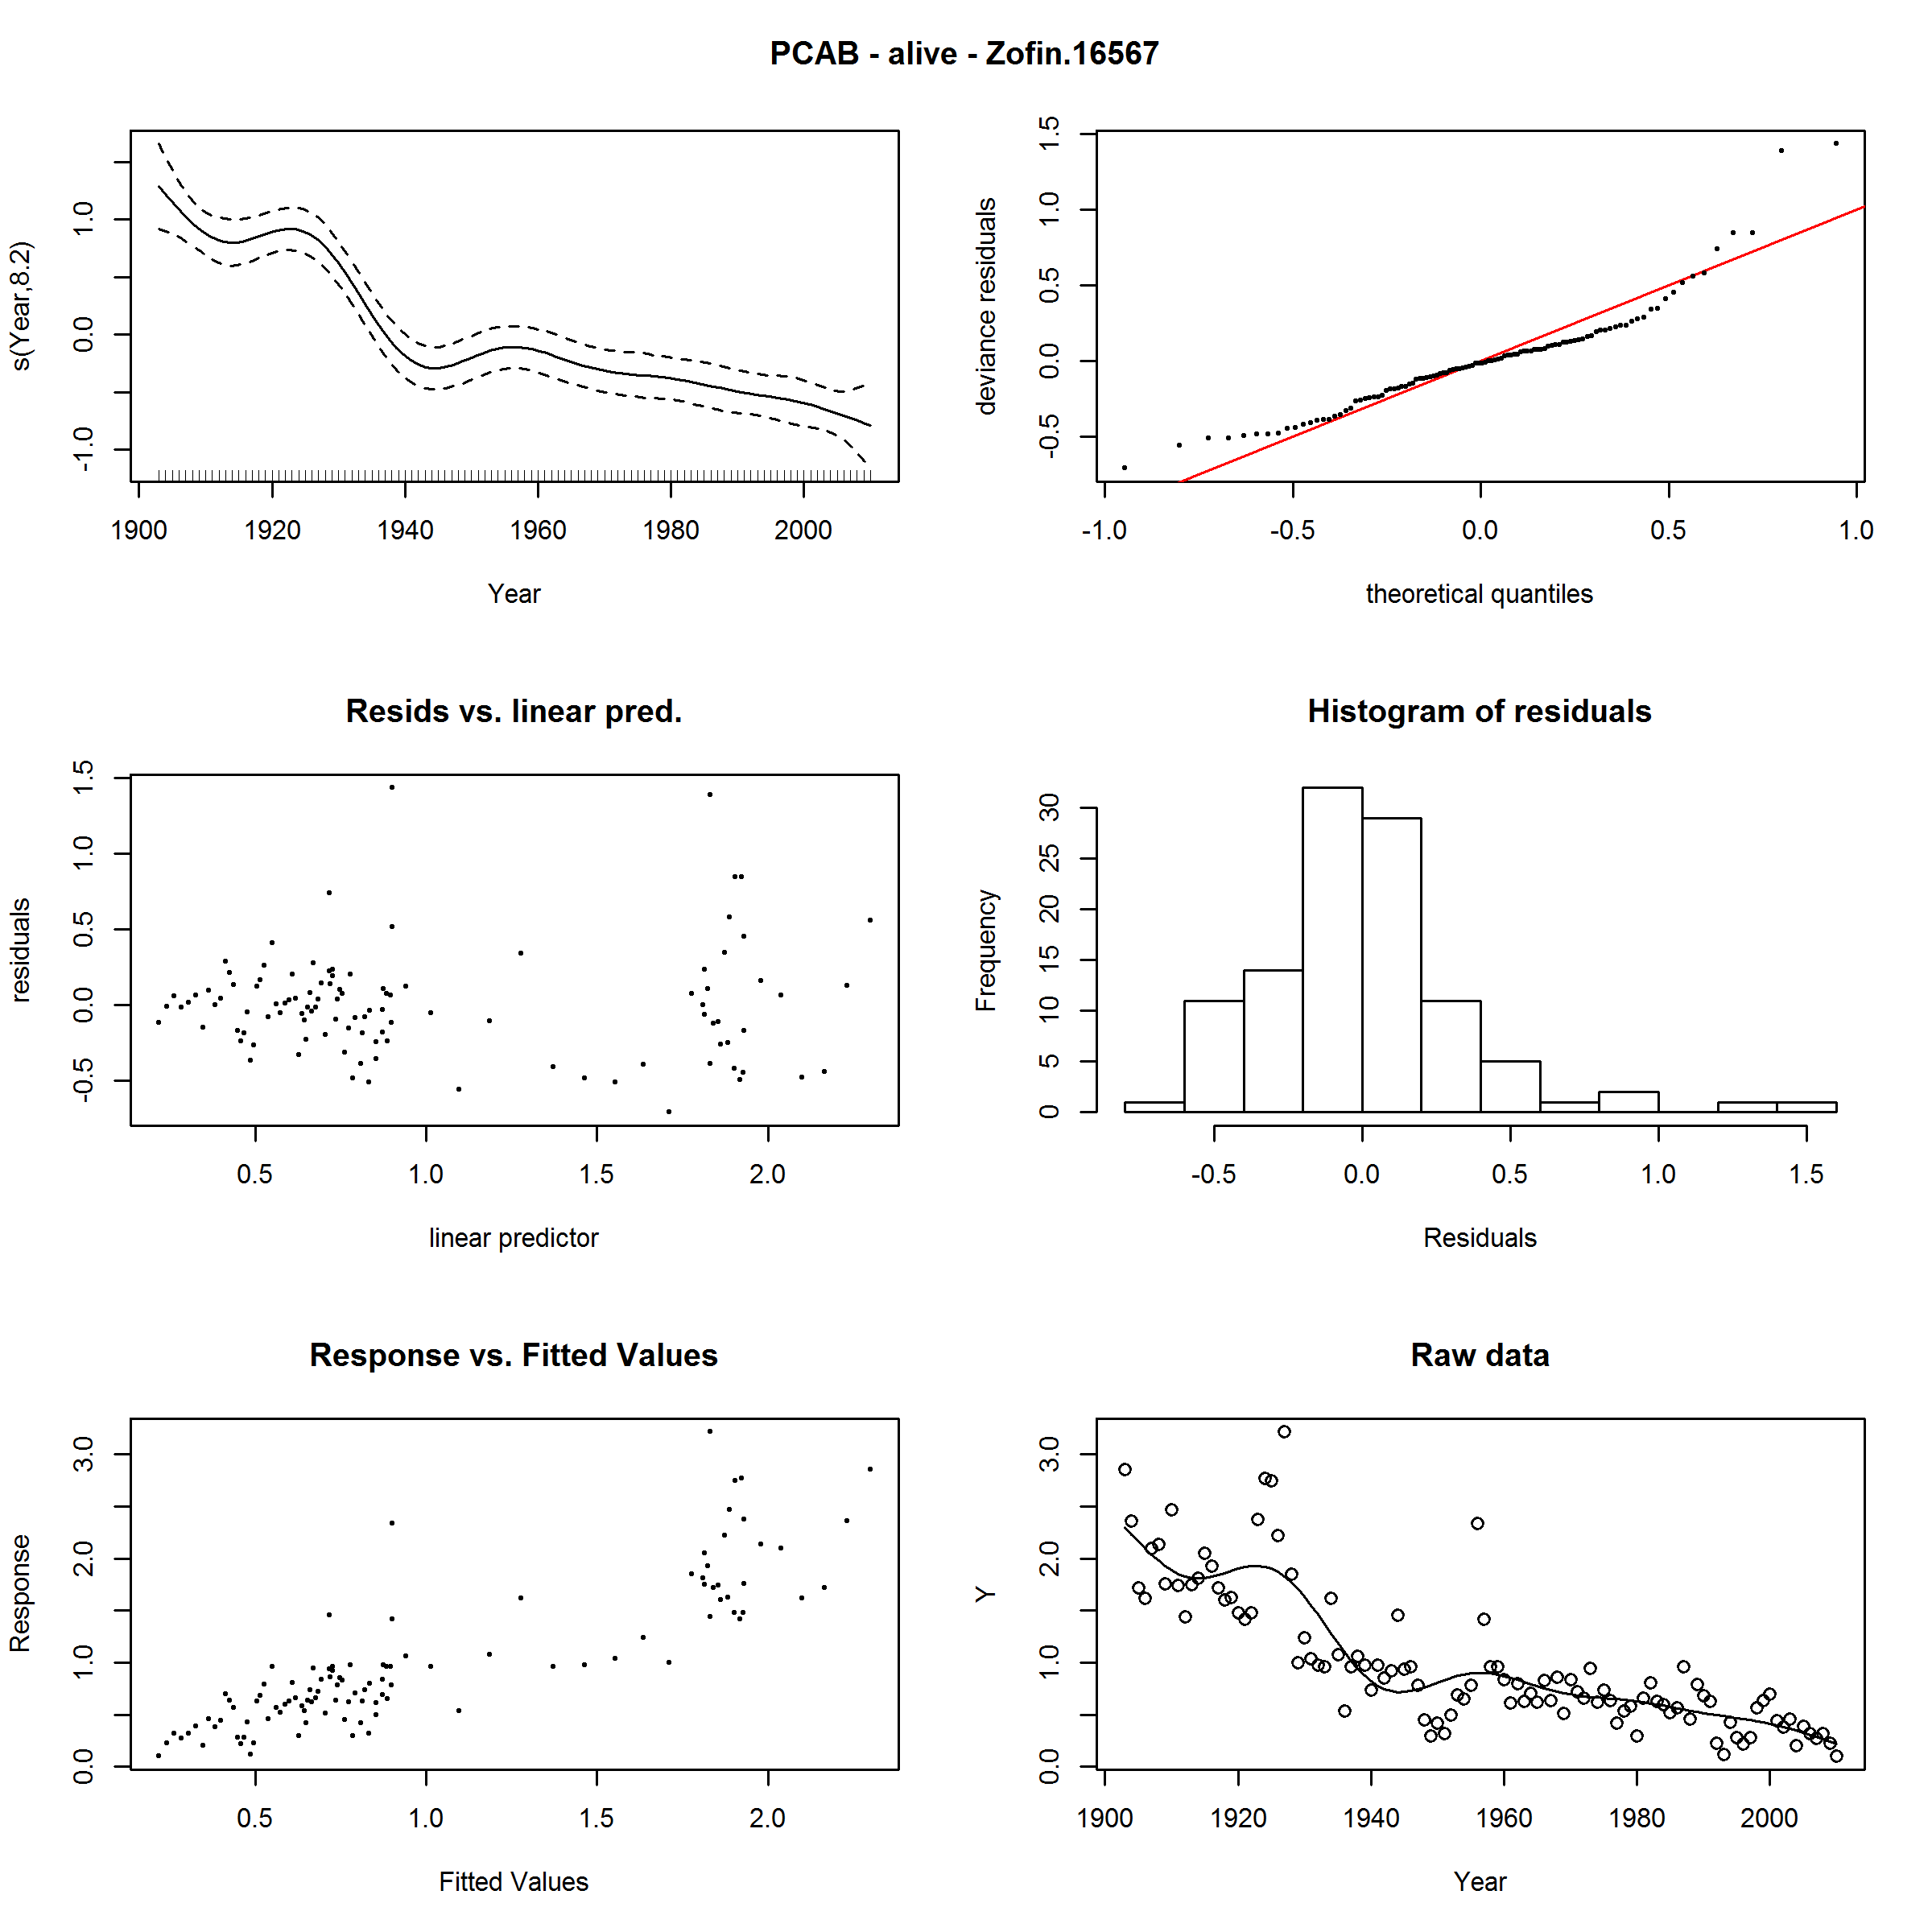 PCAB - alive - Zofin.16567
s(Year,8.2)
-1.0 0.0 1.0
1900 1920 1940 1960 1980 2000
Year
deviance residuals
-0.5 0.0 0.5 1.0 1.5
-1.0 -0.5 0.0 0.5 1.0
theoretical quantiles
Resids vs. linear pred.
residuals
-0.5 0.0 0.5 1.0 1.5
0.5 1.0 1.5 2.0
linear predictor
Histogram of residuals
Frequency
0 5 10 15 20 25 30
-0.5 0.0 0.5 1.0 1.5
Residuals
Response vs. Fitted Values
Response
0.0 1.0 2.0 3.0
0.5 1.0 1.5 2.0
Fitted Values
Raw data
Y
0.0 1.0 2.0 3.0
1900 1920 1940 1960 1980 2000
Year